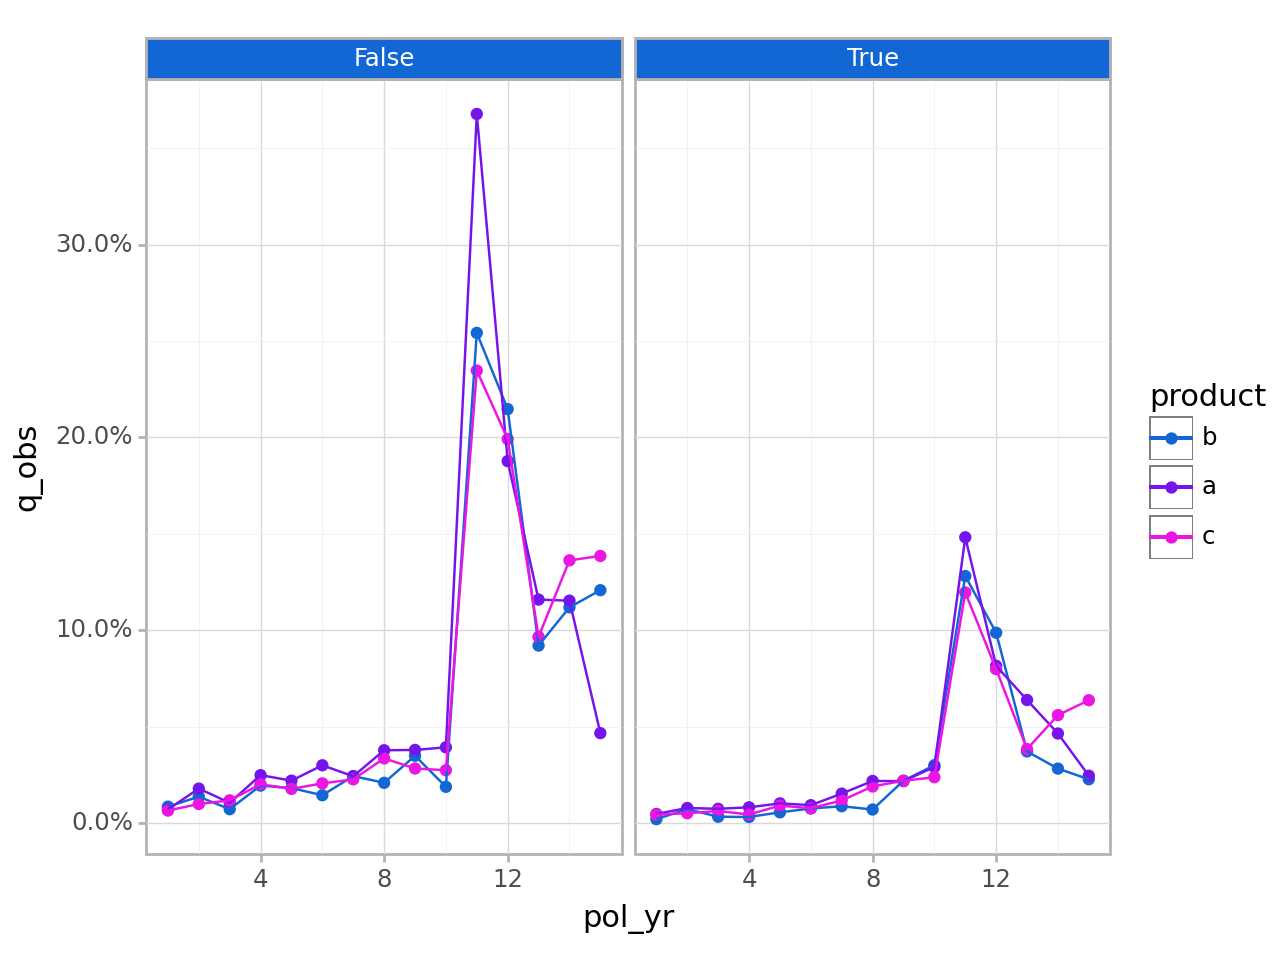 False
True
30.0%
20.0%
10.0%
0.0%
q_obs
4
8
12
4
8
12
pol_yr
product
b
a
c